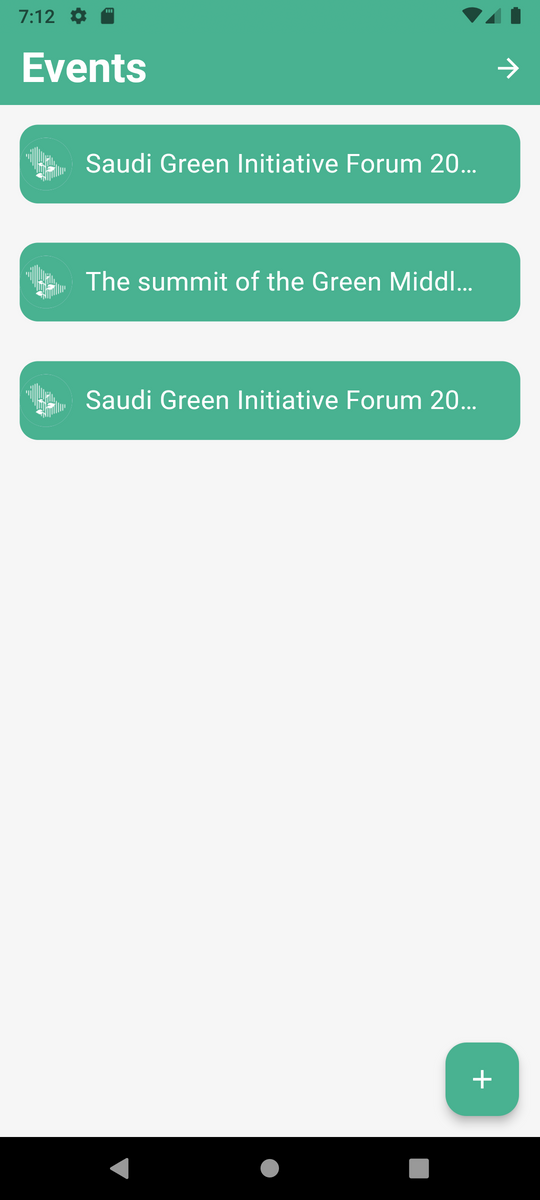 7:12
Events
Saudi Green Initiative Forum 20...
The summit of the Green Middl...
Saudi Green Initiative Forum 20...